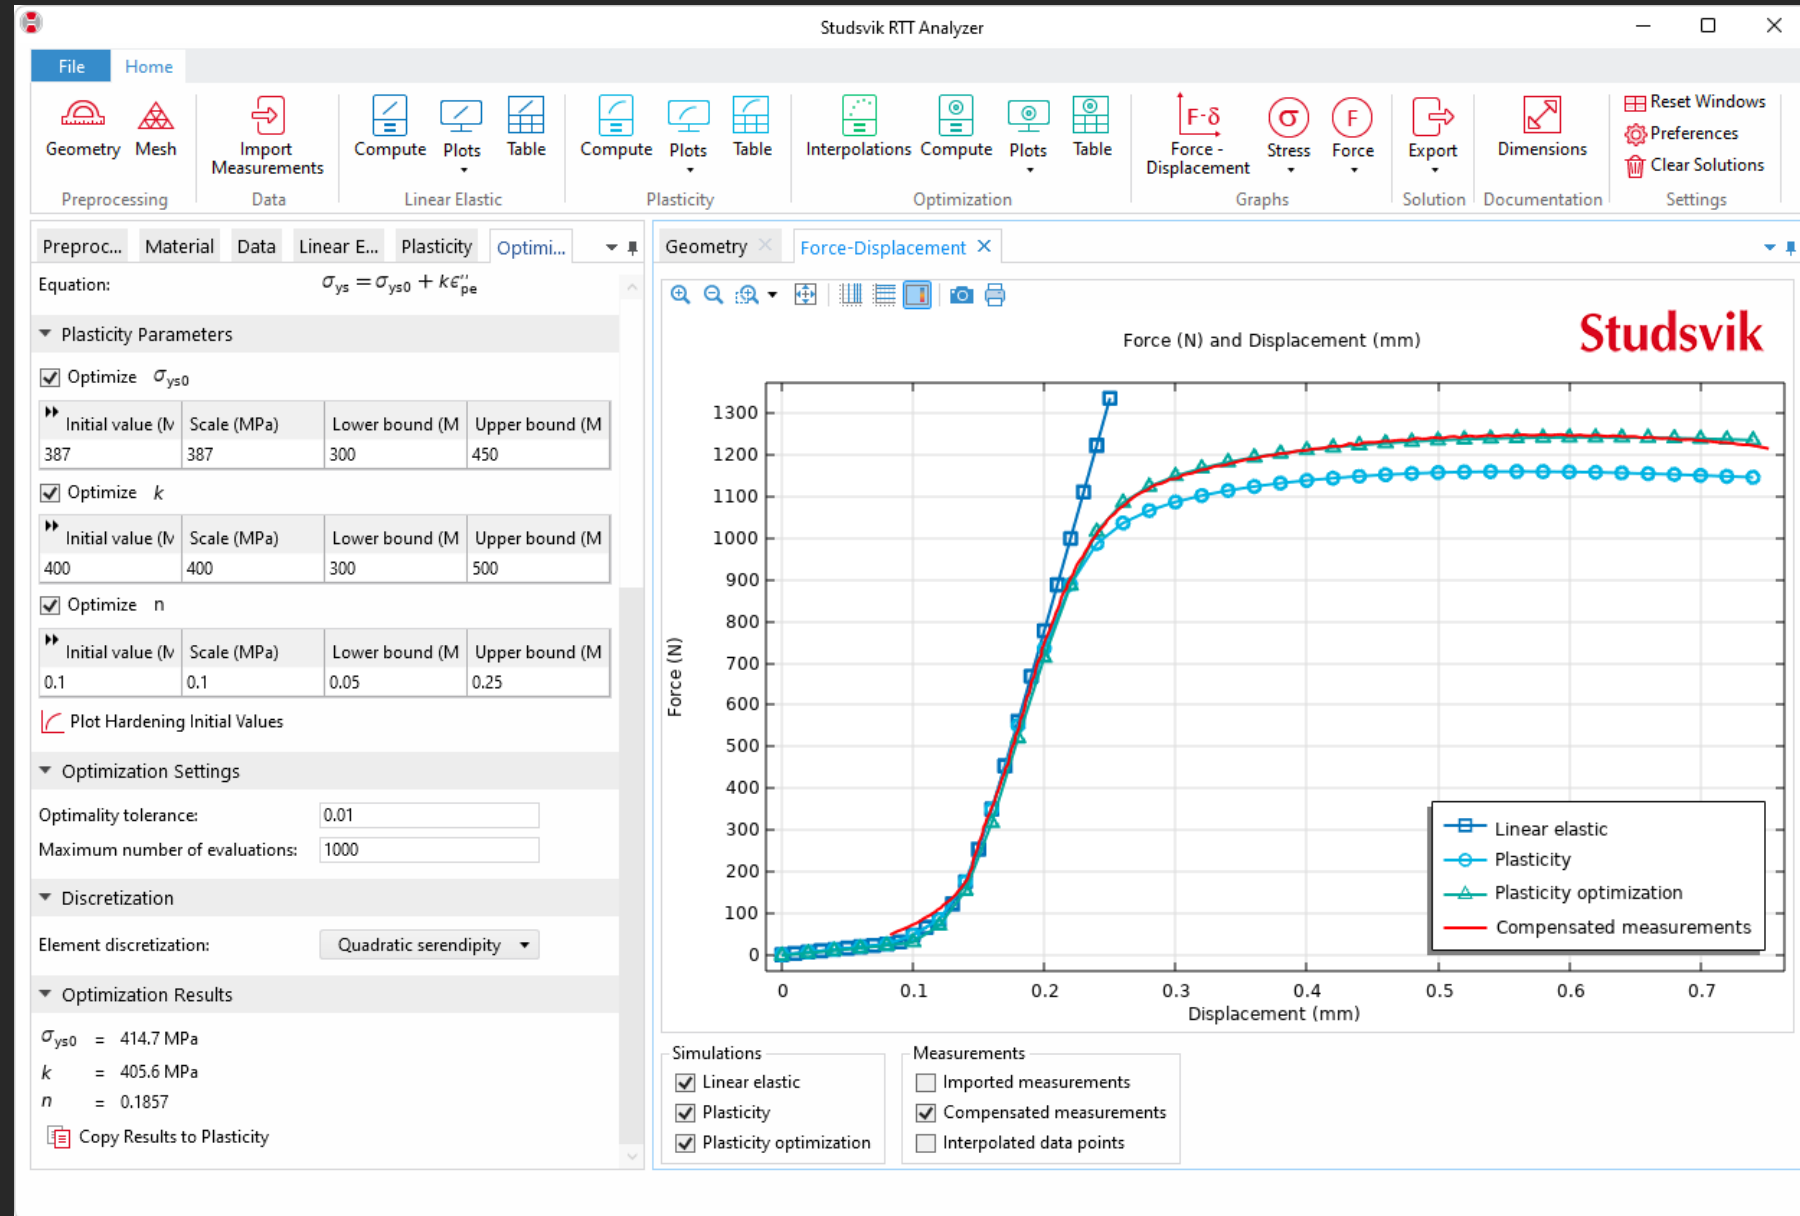 Studsvik RTT Analyzer
File Home
Geometry Mesh
Preprocessing
Import Measurements
Data
Compute Plots Table
Linear Elastic
Compute Plots Table
Plasticity
Interpolations Compute Plots Table
Optimization
F-δ
Force - Displacement
σ
Stress
F
Force
Graphs
Export
Solution
Dimensions
Documentation
Reset Windows
Preferences
Clear Solutions
Settings
Preproc... Material Data Linear E... Plasticity Optimi...
Equation: σys = σys0 + kϵpe^n
Plasticity Parameters
Optimize σys0
Initial value (M Scale (MPa) Lower bound (M Upper bound (M
387 387 300 450
Optimize k
Initial value (M Scale (MPa) Lower bound (M Upper bound (M
400 400 300 500
Optimize n
Initial value (M Scale (MPa) Lower bound (M Upper bound (M
0.1 0.1 0.05 0.25
Plot Hardening Initial Values
Optimization Settings
Optimality tolerance: 0.01
Maximum number of evaluations: 1000
Discretization
Element discretization: Quadratic serendipity
Optimization Results
σys0 = 414.7 MPa
k = 405.6 MPa
n = 0.1857
Copy Results to Plasticity
Geometry Force-Displacement
Studsvik
Force (N) and Displacement (mm)
1300
1200
1100
1000
900
800
700
600
500
400
300
200
100
0
Force (N)
Linear elastic
Plasticity
Plasticity optimization
Compensated measurements
0 0.1 0.2 0.3 0.4 0.5 0.6 0.7
Displacement (mm)
Simulations
Linear elastic
Plasticity
Plasticity optimization
Measurements
Imported measurements
Compensated measurements
Interpolated data points